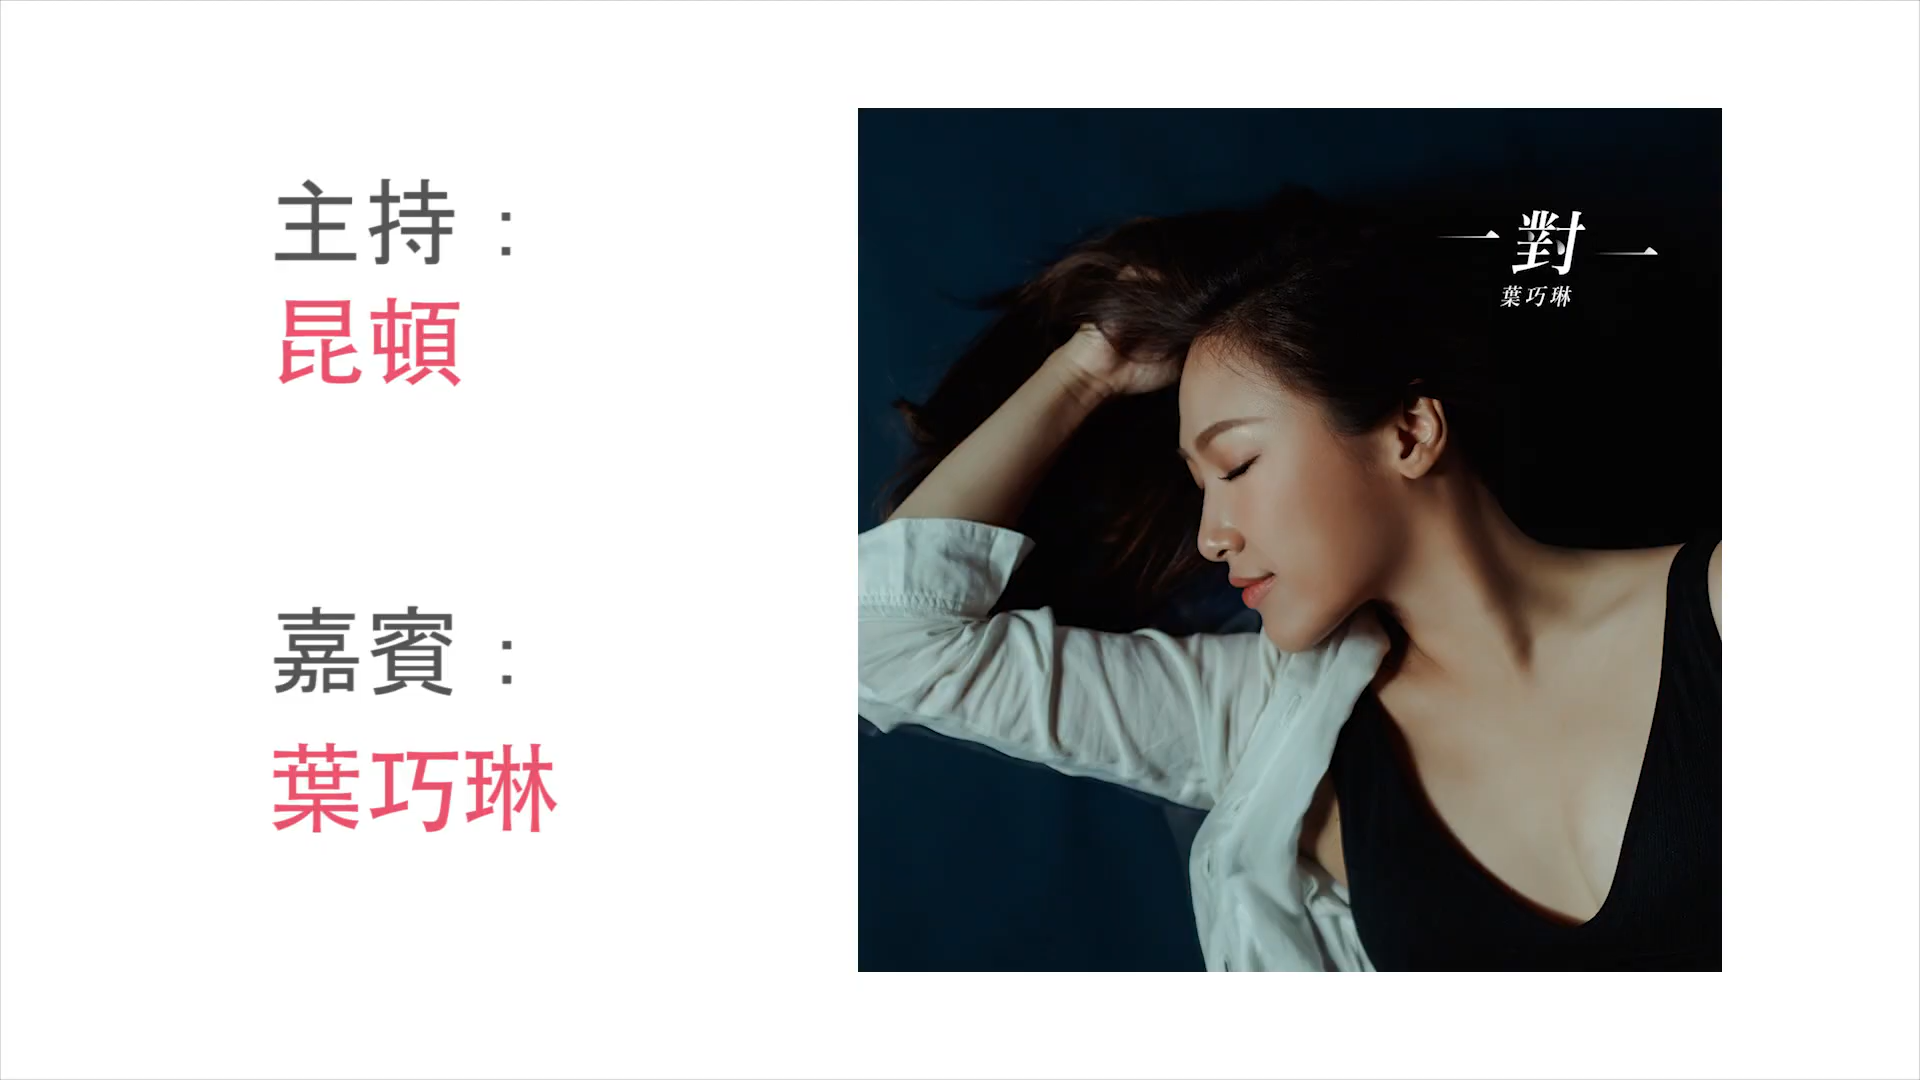 主持：
昆頓
嘉賓：
葉巧琳
一對一
葉巧琳